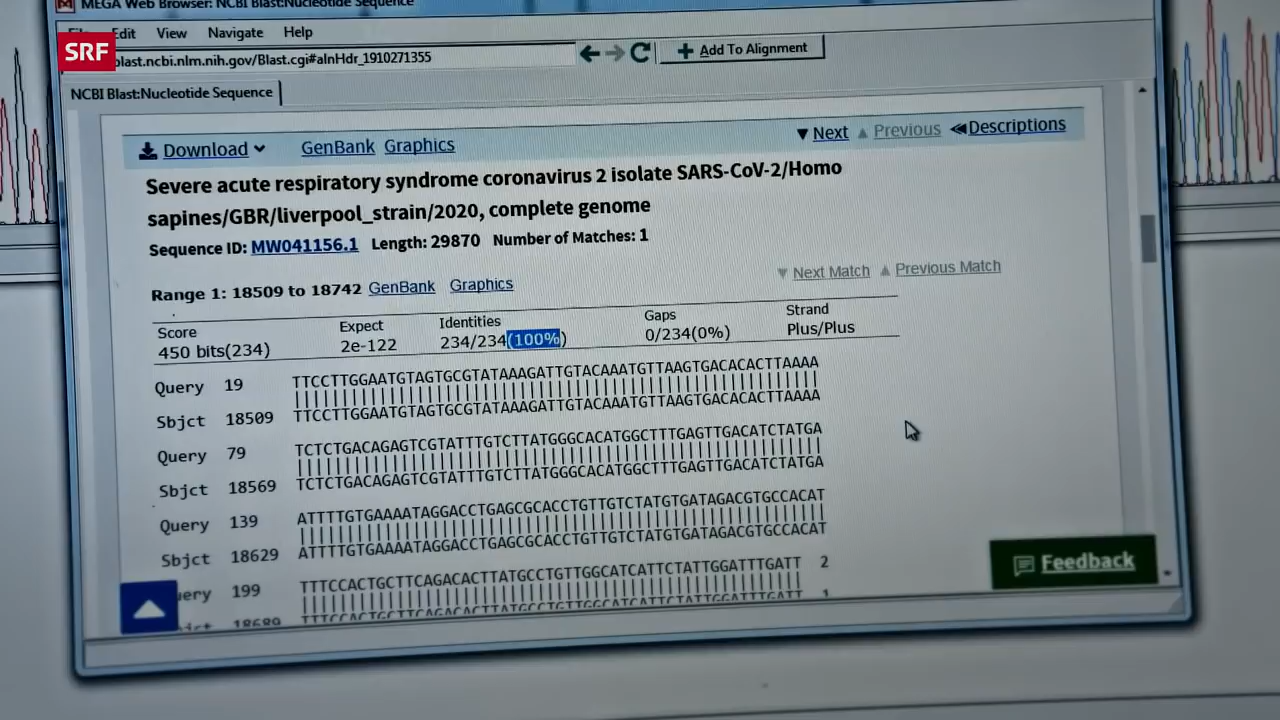 MEGA Web Browser: NCBI Blast:Nucleotide Sequence
Edit View Navigate Help
SRF
blast.ncbi.nlm.nih.gov/Blast.cgi#alnHdr_1910271355
Add To Alignment
NCBI Blast:Nucleotide Sequence
Download GenBank Graphics Next Previous Descriptions
Severe acute respiratory syndrome coronavirus 2 isolate SARS-CoV-2/Homo
sapines/GBR/liverpool_strain/2020, complete genome
Sequence ID: MW041156.1 Length: 29870 Number of Matches: 1
Range 1: 18509 to 18742 GenBank Graphics Next Match Previous Match
Score Expect Identities Gaps Strand
450 bits(234) 2e-122 234/234(100%) 0/234(0%) Plus/Plus
Query 19 TTCCTTGGAATGTAGTGCGTATAAAGATTGTACAAATGTTAAGTGACACACTTAAAA
Sbjct 18509 TTCCTTGGAATGTAGTGCGTATAAAGATTGTACAAATGTTAAGTGACACACTTAAAA
Query 79 TCTCTGACAGAGTCGTATTTGTCTTATGGGCACATGGCTTTGAGTTGACATCTATGA
Sbjct 18569 TCTCTGACAGAGTCGTATTTGTCTTATGGGCACATGGCTTTGAGTTGACATCTATGA
Query 139 ATTTTGTGAAAATAGGACCTGAGCGCACCTGTTGTCTATGTGATAGACGTGCCACAT
Sbjct 18629 ATTTTGTGAAAATAGGACCTGAGCGCACCTGTTGTCTATGTGATAGACGTGCCACAT
199 TTTCCACTGCTTCAGACACTTATGCCTGTTGGCATCATTCTATTGGATTTGATT 2
18689 TTTCCACTGCTTCAGACACTTATGCCTGTTGGCATCATTCTATTGGATTTGATT
Feedback